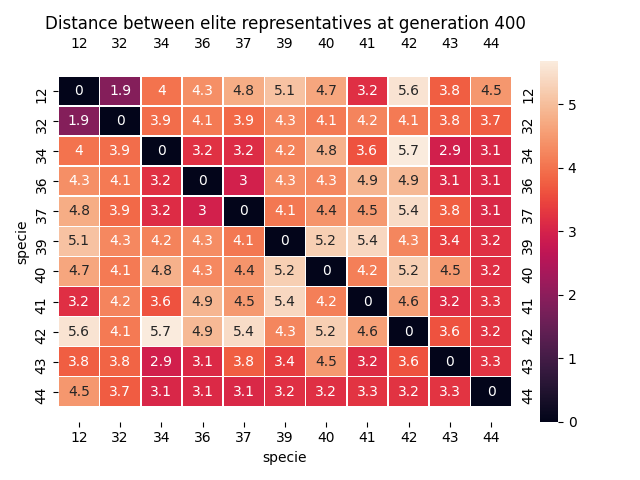 Distance between elite representatives at generation 400
12 32 34 36 37 39 40 41 42 43 44
12 0 1.9 4 4.3 4.8 5.1 4.7 3.2 5.6 3.8 4.5 12
32 1.9 0 3.9 4.1 3.9 4.3 4.1 4.2 4.1 3.8 3.7 32
34 4 3.9 0 3.2 3.2 4.2 4.8 3.6 5.7 2.9 3.1 34
36 4.3 4.1 3.2 0 3 4.3 4.3 4.9 4.9 3.1 3.1 36
37 4.8 3.9 3.2 3 0 4.1 4.4 4.5 5.4 3.8 3.1 37
39 5.1 4.3 4.2 4.3 4.1 0 5.2 5.4 4.3 3.4 3.2 39
40 4.7 4.1 4.8 4.3 4.4 5.2 0 4.2 5.2 4.5 3.2 40
41 3.2 4.2 3.6 4.9 4.5 5.4 4.2 0 4.6 3.2 3.3 41
42 5.6 4.1 5.7 4.9 5.4 4.3 5.2 4.6 0 3.6 3.2 42
43 3.8 3.8 2.9 3.1 3.8 3.4 4.5 3.2 3.6 0 3.3 43
44 4.5 3.7 3.1 3.1 3.1 3.2 3.2 3.3 3.2 3.3 0 44
12 32 34 36 37 39 40 41 42 43 44
specie
specie
5
4
3
2
1
0